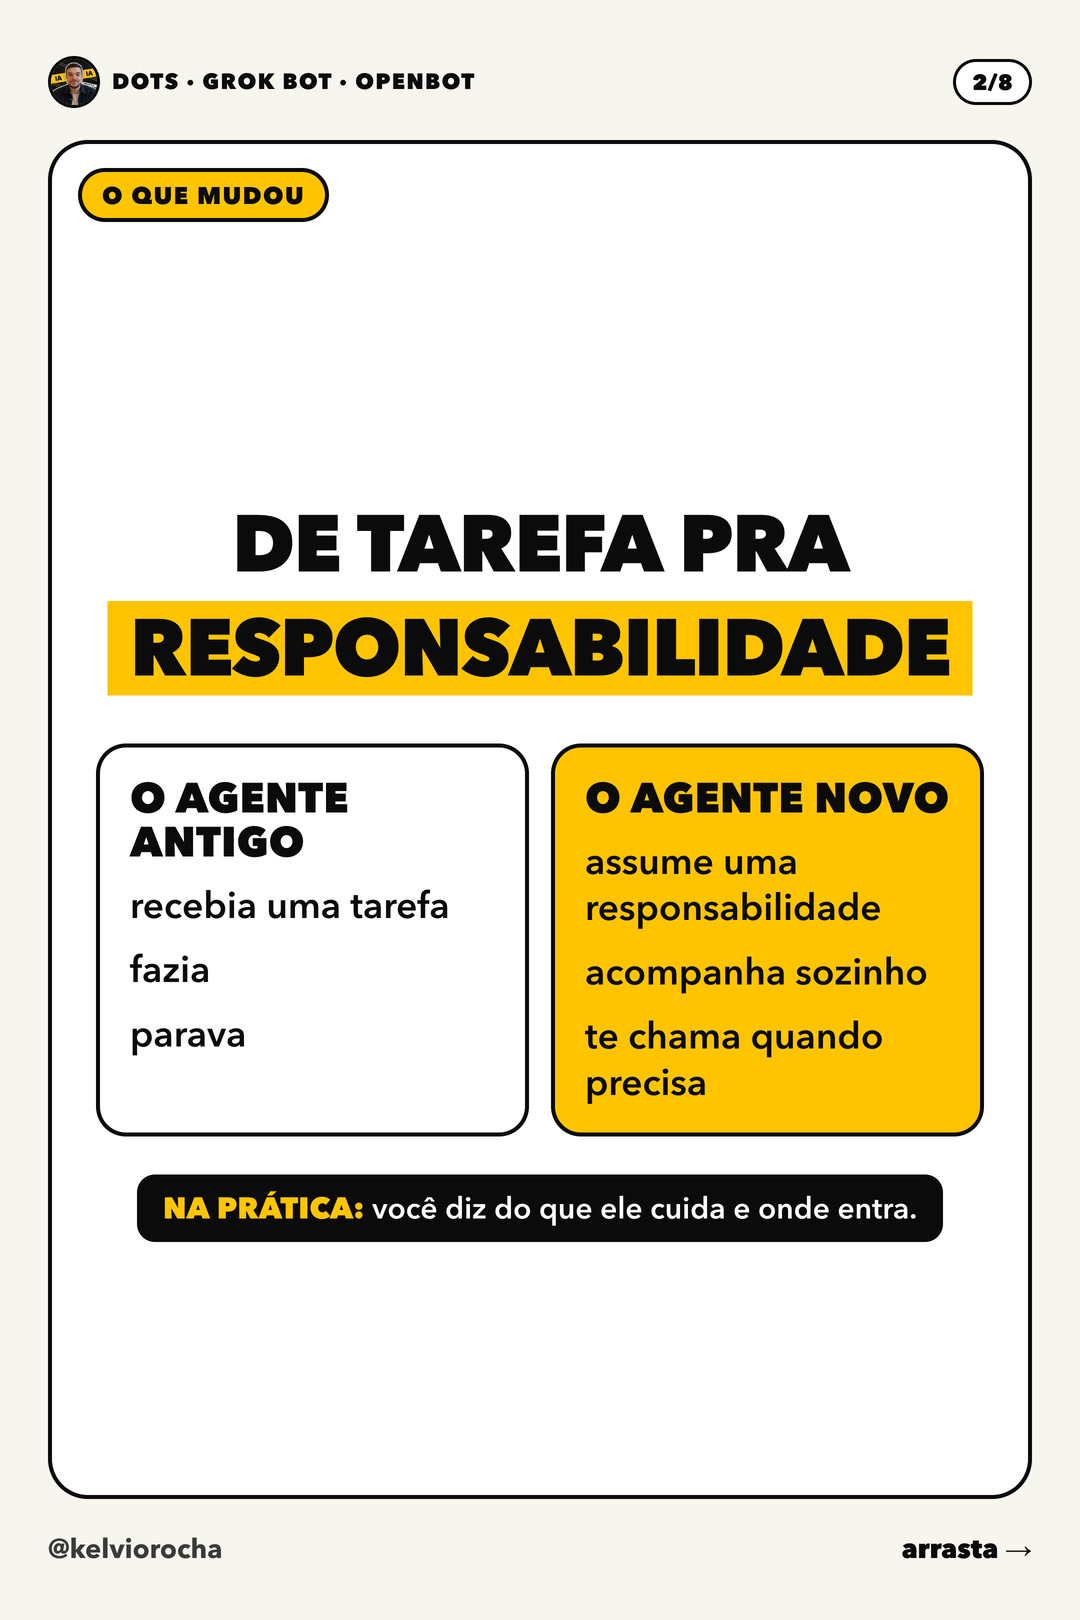 IA IA
DOTS · GROK BOT · OPENBOT
2/8
O QUE MUDOU
DE TAREFA PRA
RESPONSABILIDADE
O AGENTE
ANTIGO
recebia uma tarefa
fazia
parava
O AGENTE NOVO
assume uma
responsabilidade
acompanha sozinho
te chama quando
precisa
NA PRÁTICA: você diz do que ele cuida e onde entra.
@kelviorocha
arrasta →